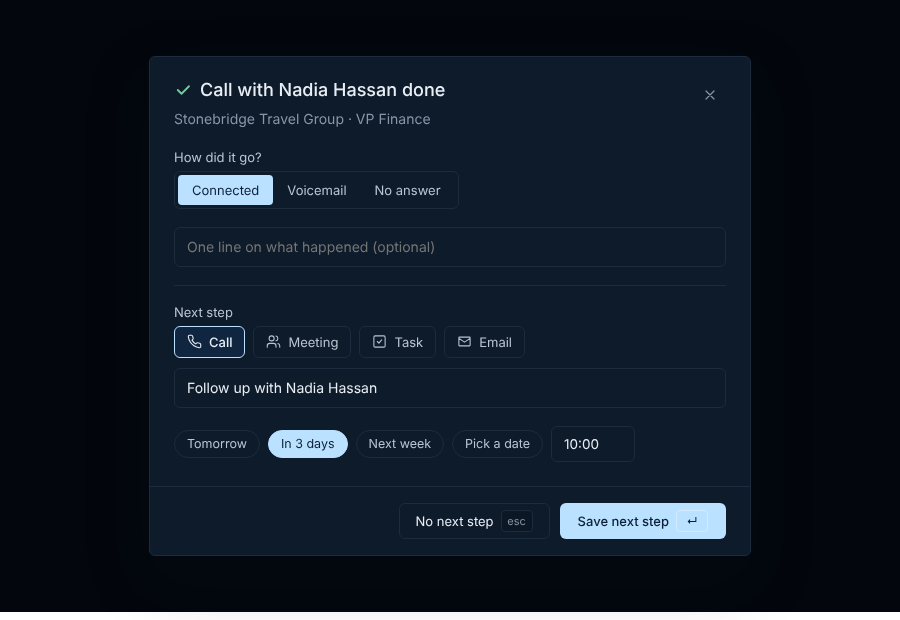 Call with Nadia Hassan done
Stonebridge Travel Group · VP Finance
How did it go?
Connected Voicemail No answer
One line on what happened (optional)
Next step
Call Meeting Task Email
Follow up with Nadia Hassan
Tomorrow In 3 days Next week Pick a date 10:00
No next step esc Save next step ↵